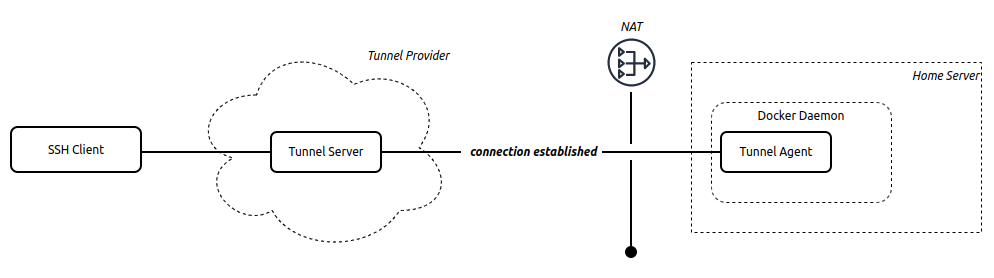 NAT
Tunnel Provider
Home Server
Docker Daemon
SSH Client
Tunnel Server
connection established
Tunnel Agent